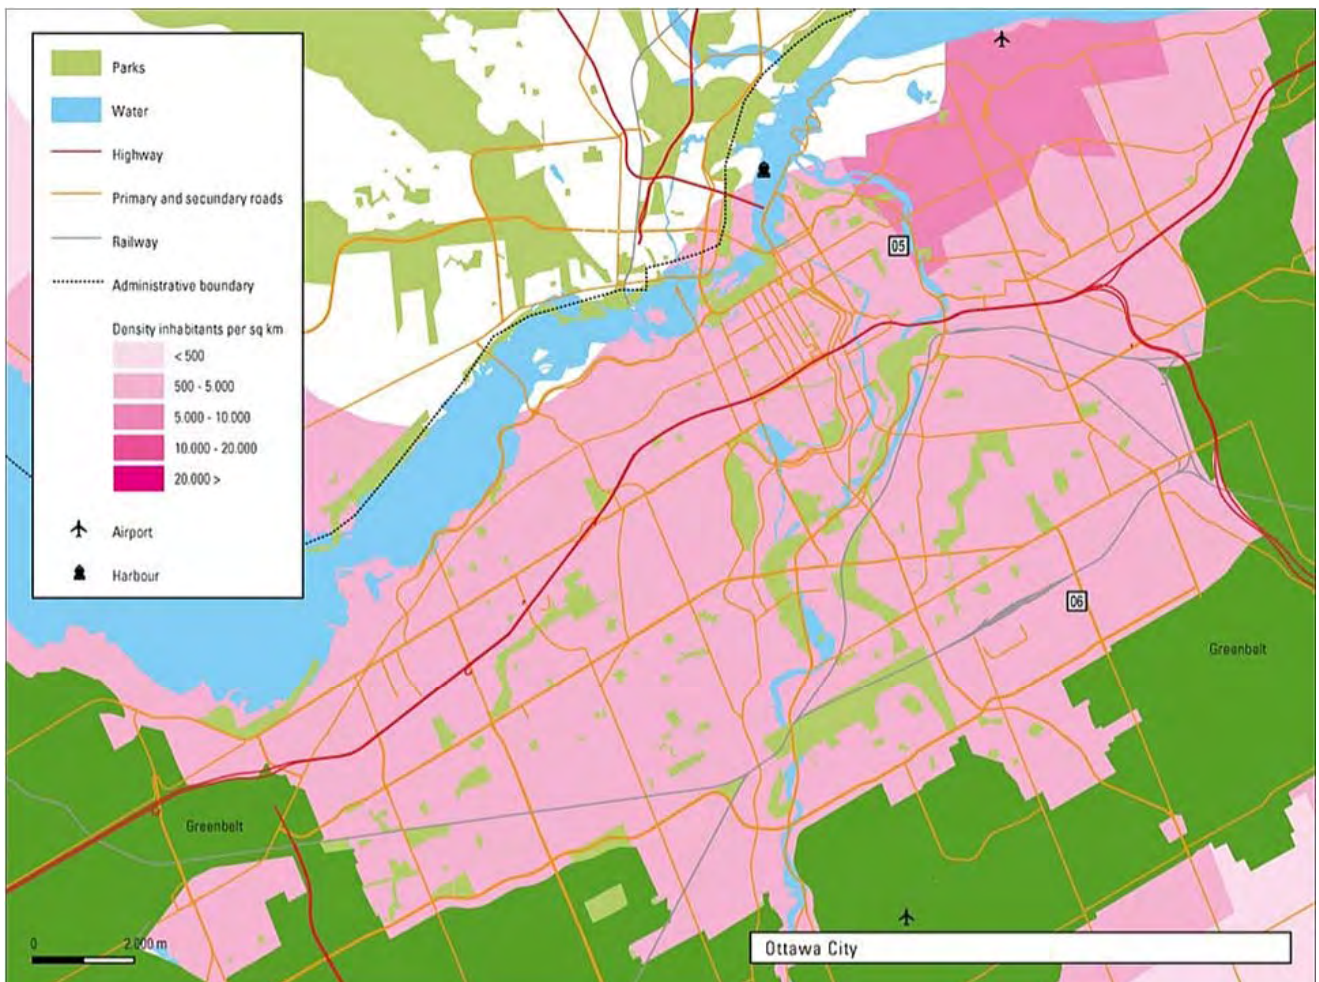 Parks
Water
Highway
Primary and secundary roads
Railway
Administrative boundary
Density inhabitants per sq km
< 500
500 - 5.000
5.000 - 10.000
10.000 - 20.000
20.000 >
Airport
Harbour
05
06
Greenbelt
Greenbelt
0 2.000 m
Ottawa City